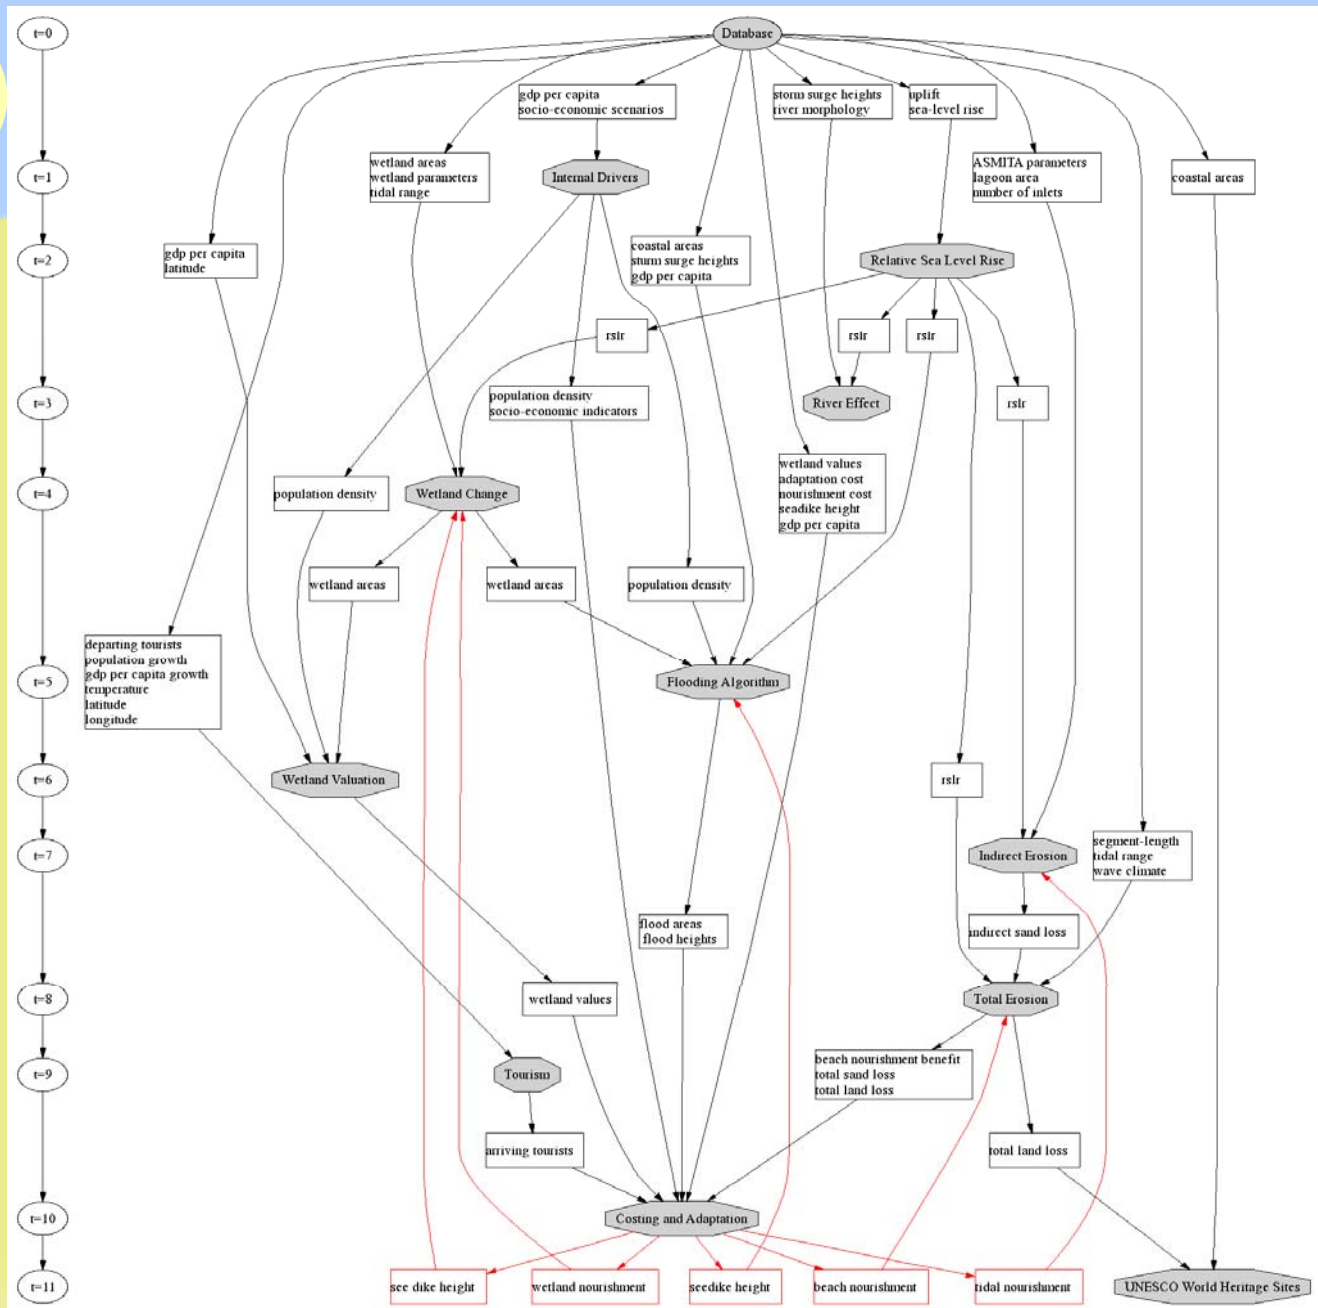 t=0
Database
gdp per capita
socio-economic scenarios
storm surge heights
river morphology
uplift
sea-level rise
t=1
wetland areas
wetland parameters
tidal range
Internal Drivers
ASMITA parameters
lagoon area
number of inlets
coastal areas
t=2
gdp per capita
latitude
coastal areas
sturm surge heights
gdp per capita
Relative Sea Level Rise
rslr
rslr
rslr
t=3
population density
socio-economic indicators
River Effect
rslr
t=4
population density
Wetland Change
wetland values
adaptation cost
nourishment cost
seadike height
gdp per capita
wetland areas
wetland areas
population density
t=5
departing tourists
population growth
gdp per capita growth
temperature
latitude
longitude
Flooding Algorithm
t=6
Wetland Valuation
rslr
t=7
Indirect Erosion
segment-length
tidal range
wave climate
flood areas
flood heights
indirect sand loss
t=8
wetland values
Total Erosion
t=9
Tourism
beach nourishment benefit
total sand loss
total land loss
arriving tourists
total land loss
t=10
Costing and Adaptation
t=11
see dike height
wetland nourishment
seedike height
beach nourishment
tidal nourishment
UNESCO World Heritage Sites